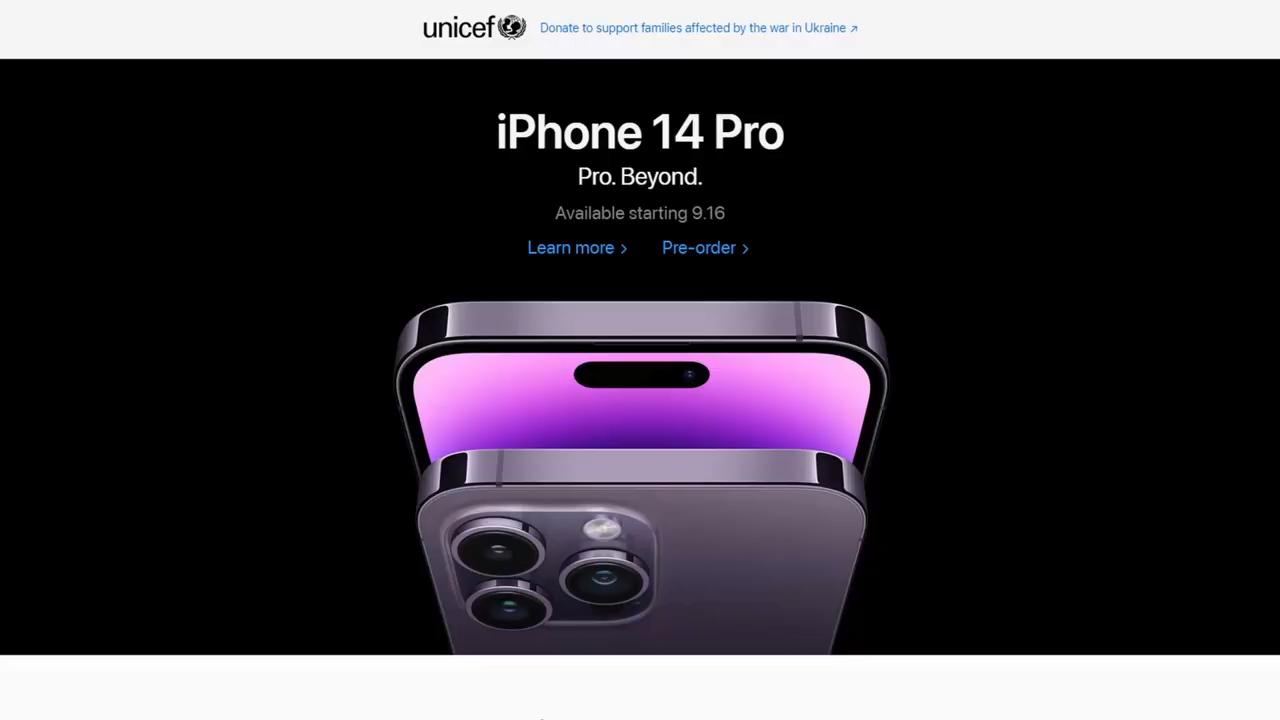 unicef
Donate to support families affected by the war in Ukraine ↗
iPhone 14 Pro
Pro. Beyond.
Available starting 9.16
Learn more >
Pre-order >